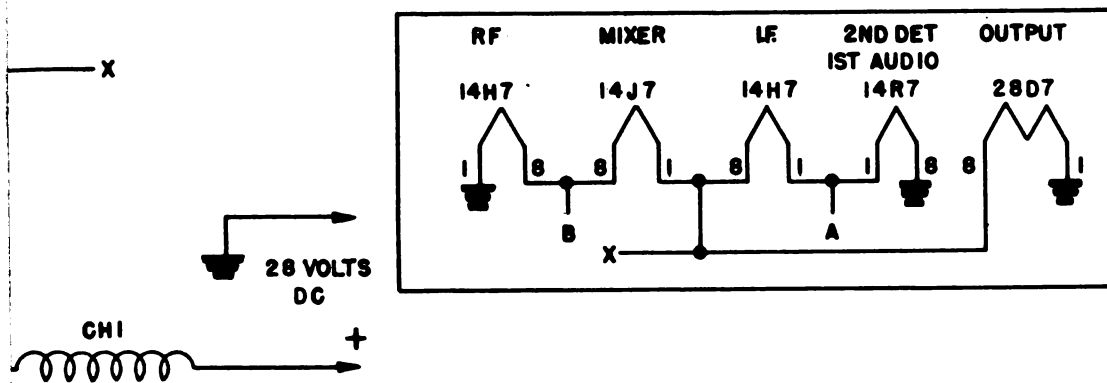 RF MIXER I.F. 2ND DET OUTPUT
1ST AUDIO
X
14H7 14J7 14H7 14R7 28D7
1 8 8 1 8 1 1 8 8 1
B A
X
28 VOLTS
DC
CH1
+